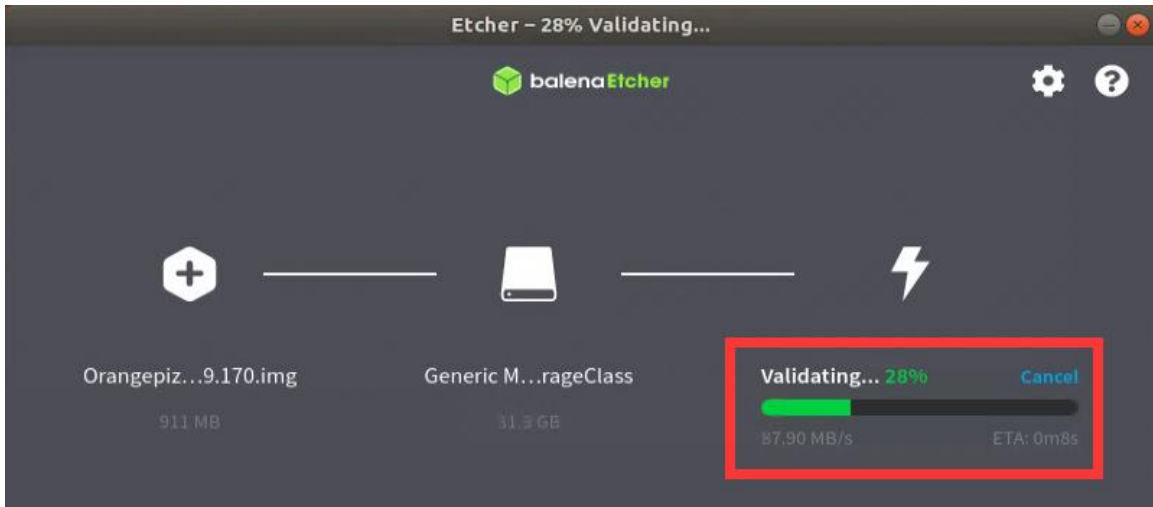 Etcher – 28% Validating...
balenaEtcher
Orangepiz...9.170.img
911 MB
Generic M...rageClass
31.3 GB
Validating... 28%
Cancel
87.90 MB/s
ETA: 0m8s